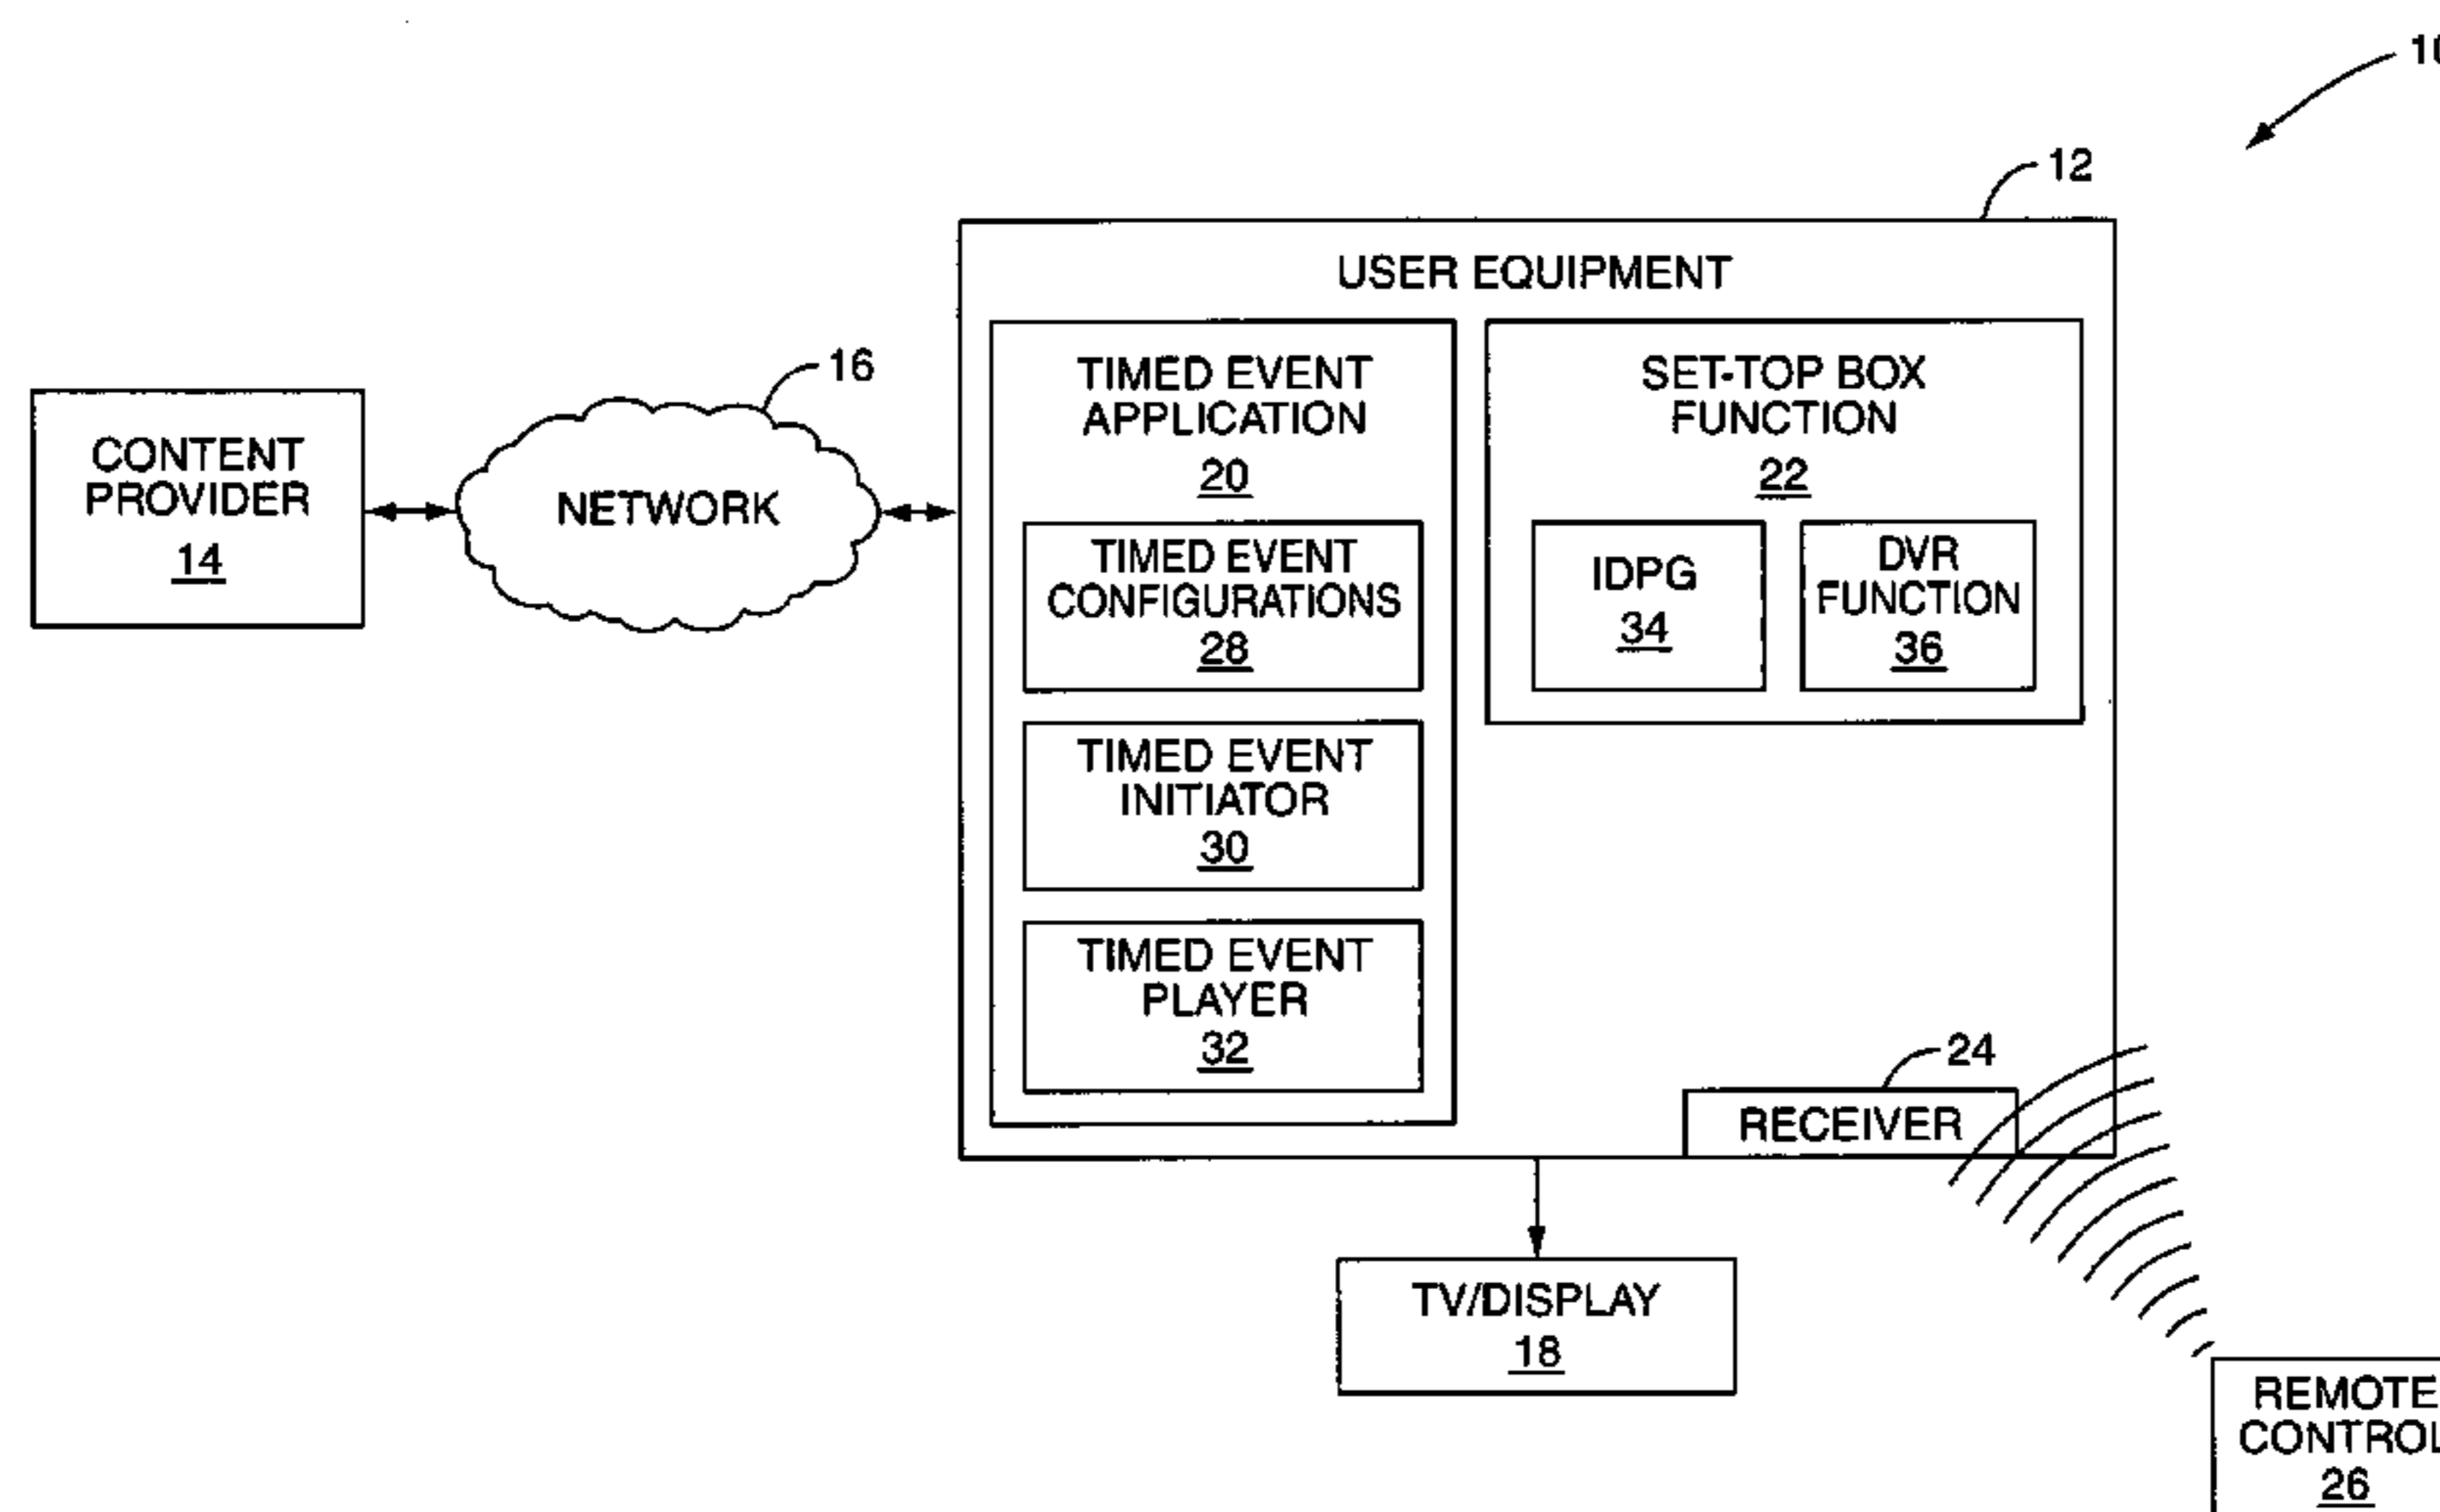 12
USER EQUIPMENT
16
TIMED EVENT
APPLICATION
20
SET-TOP BOX
FUNCTION
22
CONTENT
PROVIDER
14
NETWORK
TIMED EVENT
CONFIGURATIONS
28
IDPG
34
DVR
FUNCTION
36
TIMED EVENT
INITIATOR
30
TIMED EVENT
PLAYER
32
24
RECEIVER
TV/DISPLAY
18
REMOTE
CONTROL
26